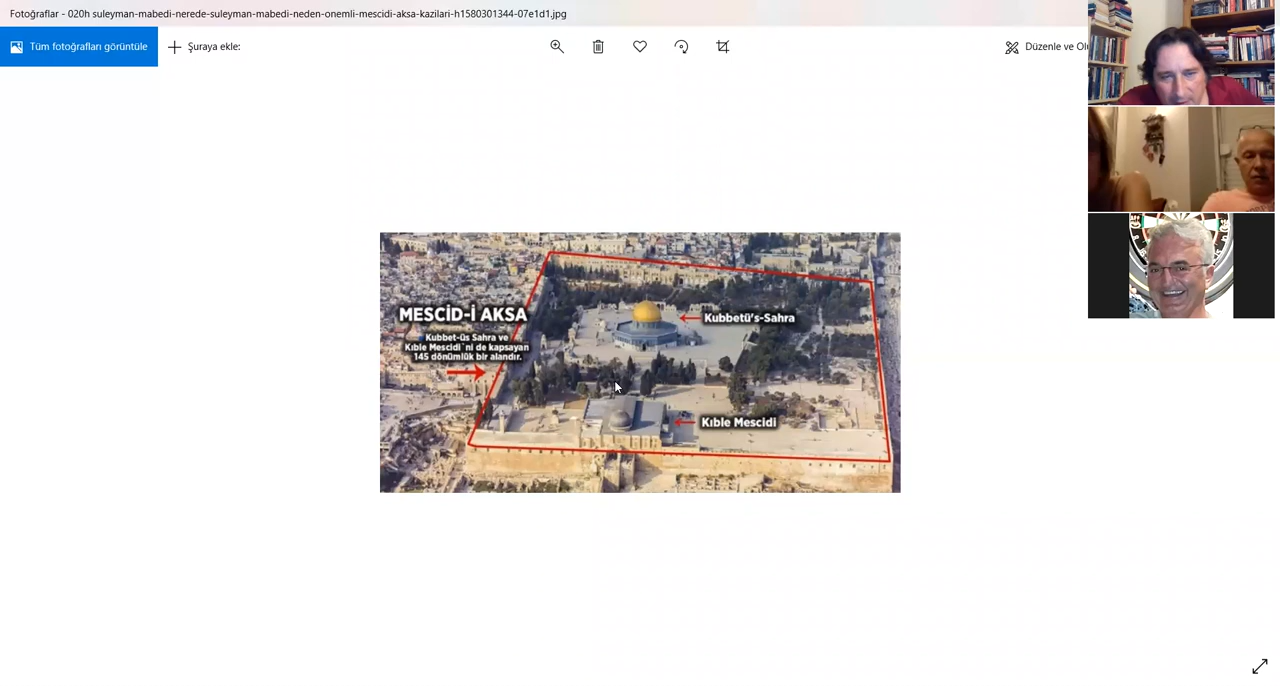 Fotoğraflar - 020h suleyman-mabedi-nerede-suleyman-mabedi-neden-onemli-mescidi-aksa-kazilari-h1580301344-07e1d1.jpg
Tüm fotoğrafları görüntüle
Şuraya ekle:
Düzenle ve Ol
MESCİD-İ AKSA
Kubbet-üs Sahra ve
Kıble Mescidi`ni de kapsayan
145 dönümlük bir alandır.
Kubbetü's-Sahra
Kıble Mescidi